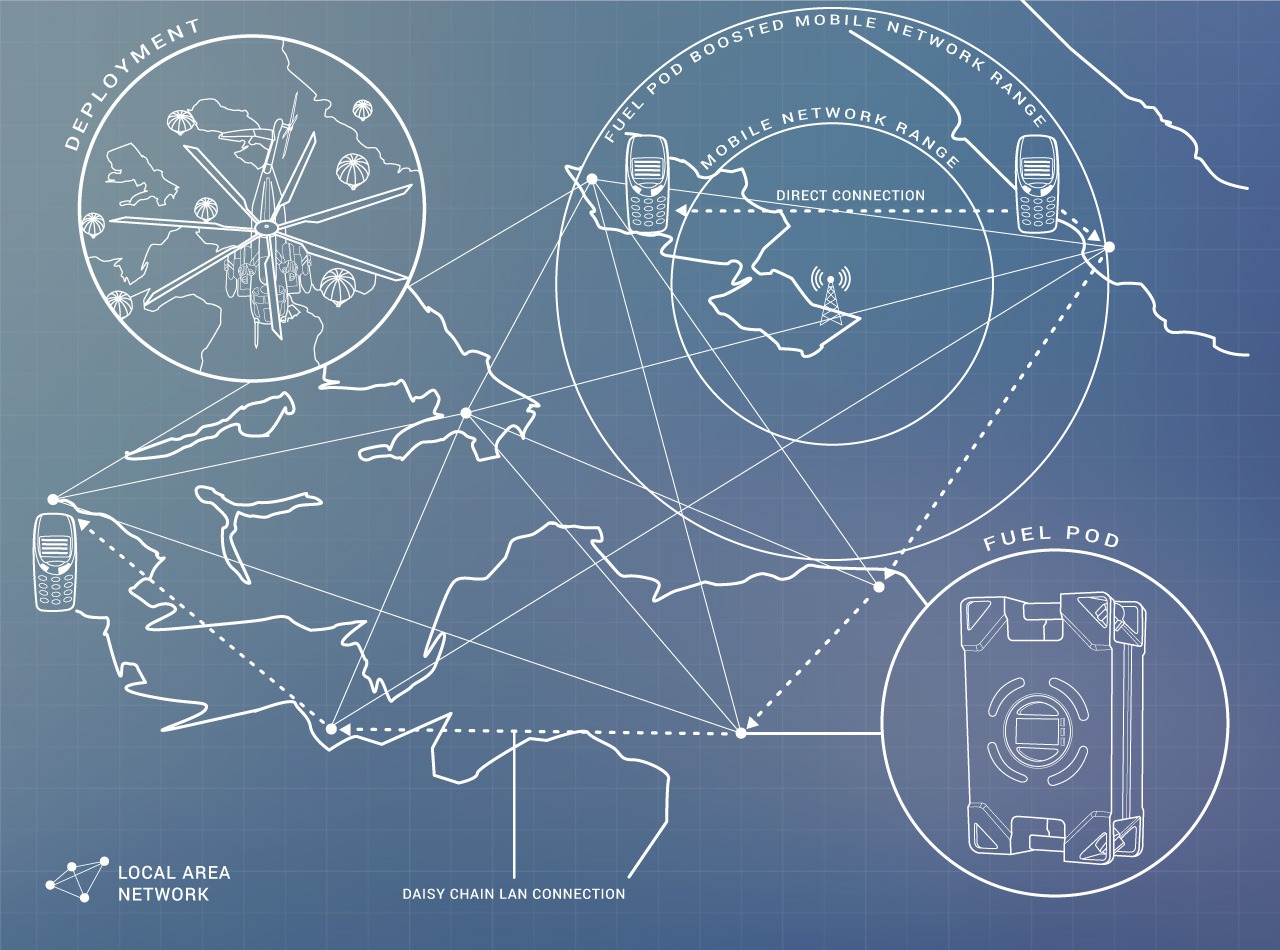 DEPLOYMENT
FUEL POD BOOSTED MOBILE NETWORK RANGE
MOBILE NETWORK RANGE
DIRECT CONNECTION
FUEL POD
LOCAL AREA
NETWORK
DAISY CHAIN LAN CONNECTION